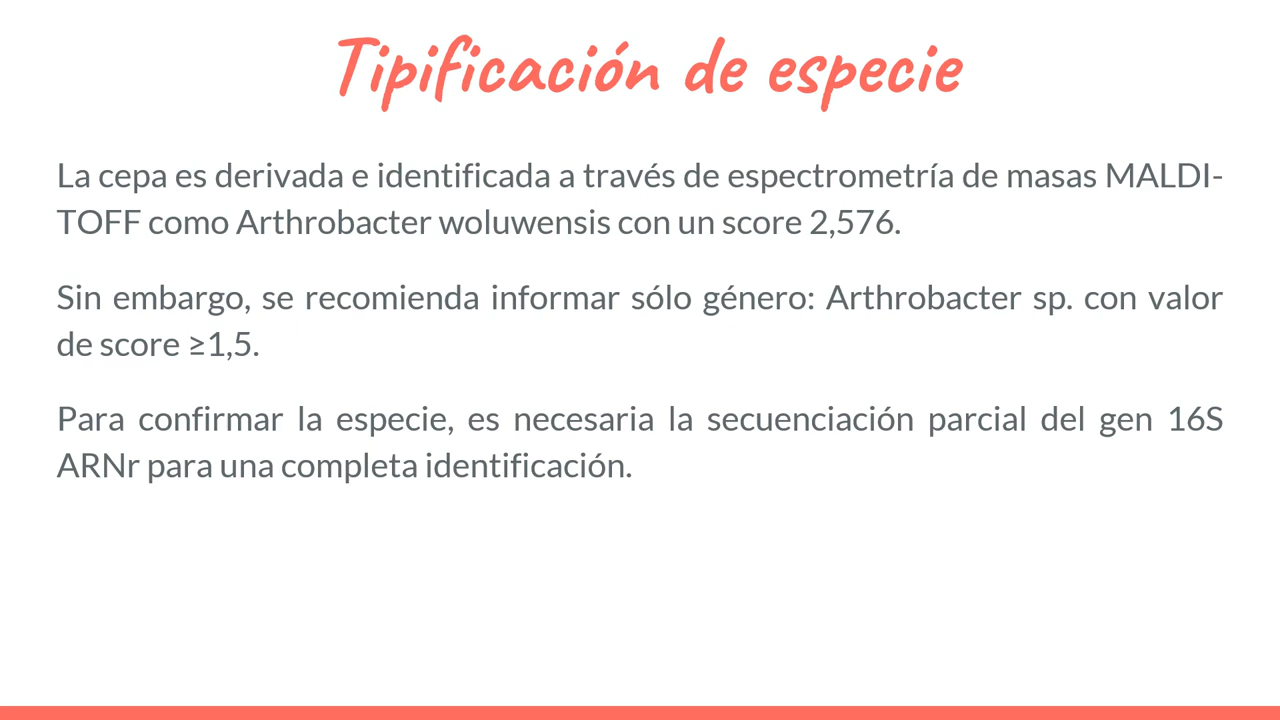 Tipificación de especie
La cepa es derivada e identificada a través de espectrometría de masas MALDI-
TOFF como Arthrobacter woluwensis con un score 2,576.
Sin embargo, se recomienda informar sólo género: Arthrobacter sp. con valor
de score ≥1,5.
Para confirmar la especie, es necesaria la secuenciación parcial del gen 16S
ARNr para una completa identificación.